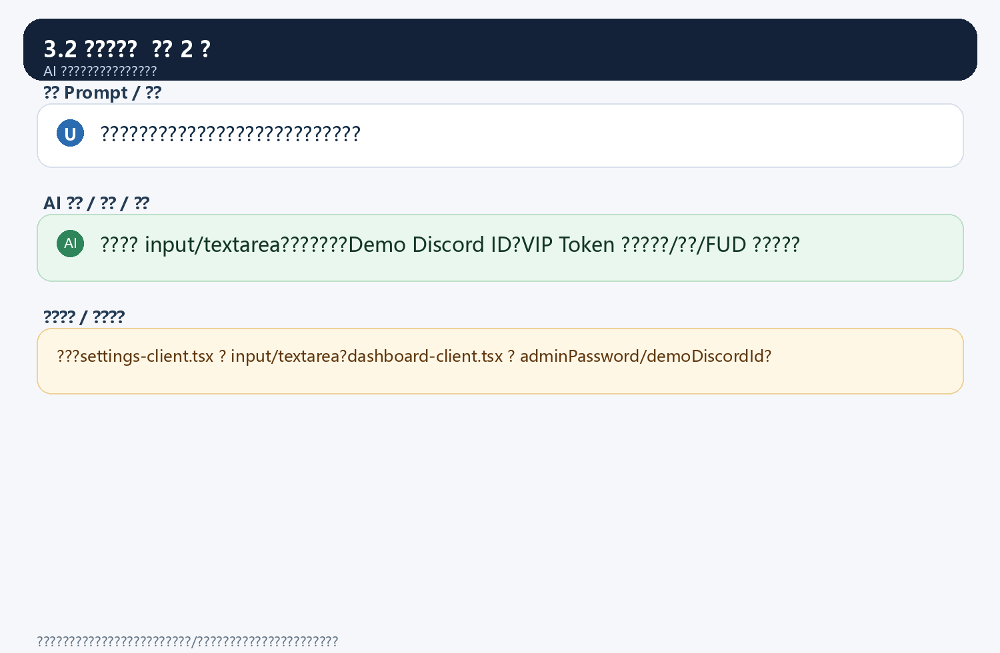 3.2 ?????  ?? 2 ?
AI ???????????????
?? Prompt / ??
U ???????????????????????????
AI ?? / ?? / ??
AI ???? input/textarea???????Demo Discord ID?VIP Token ?????/??/FUD ?????
???? / ????
???settings-client.tsx ? input/textarea?dashboard-client.tsx ? adminPassword/demoDiscordId?
????????????????????????/??????????????????????